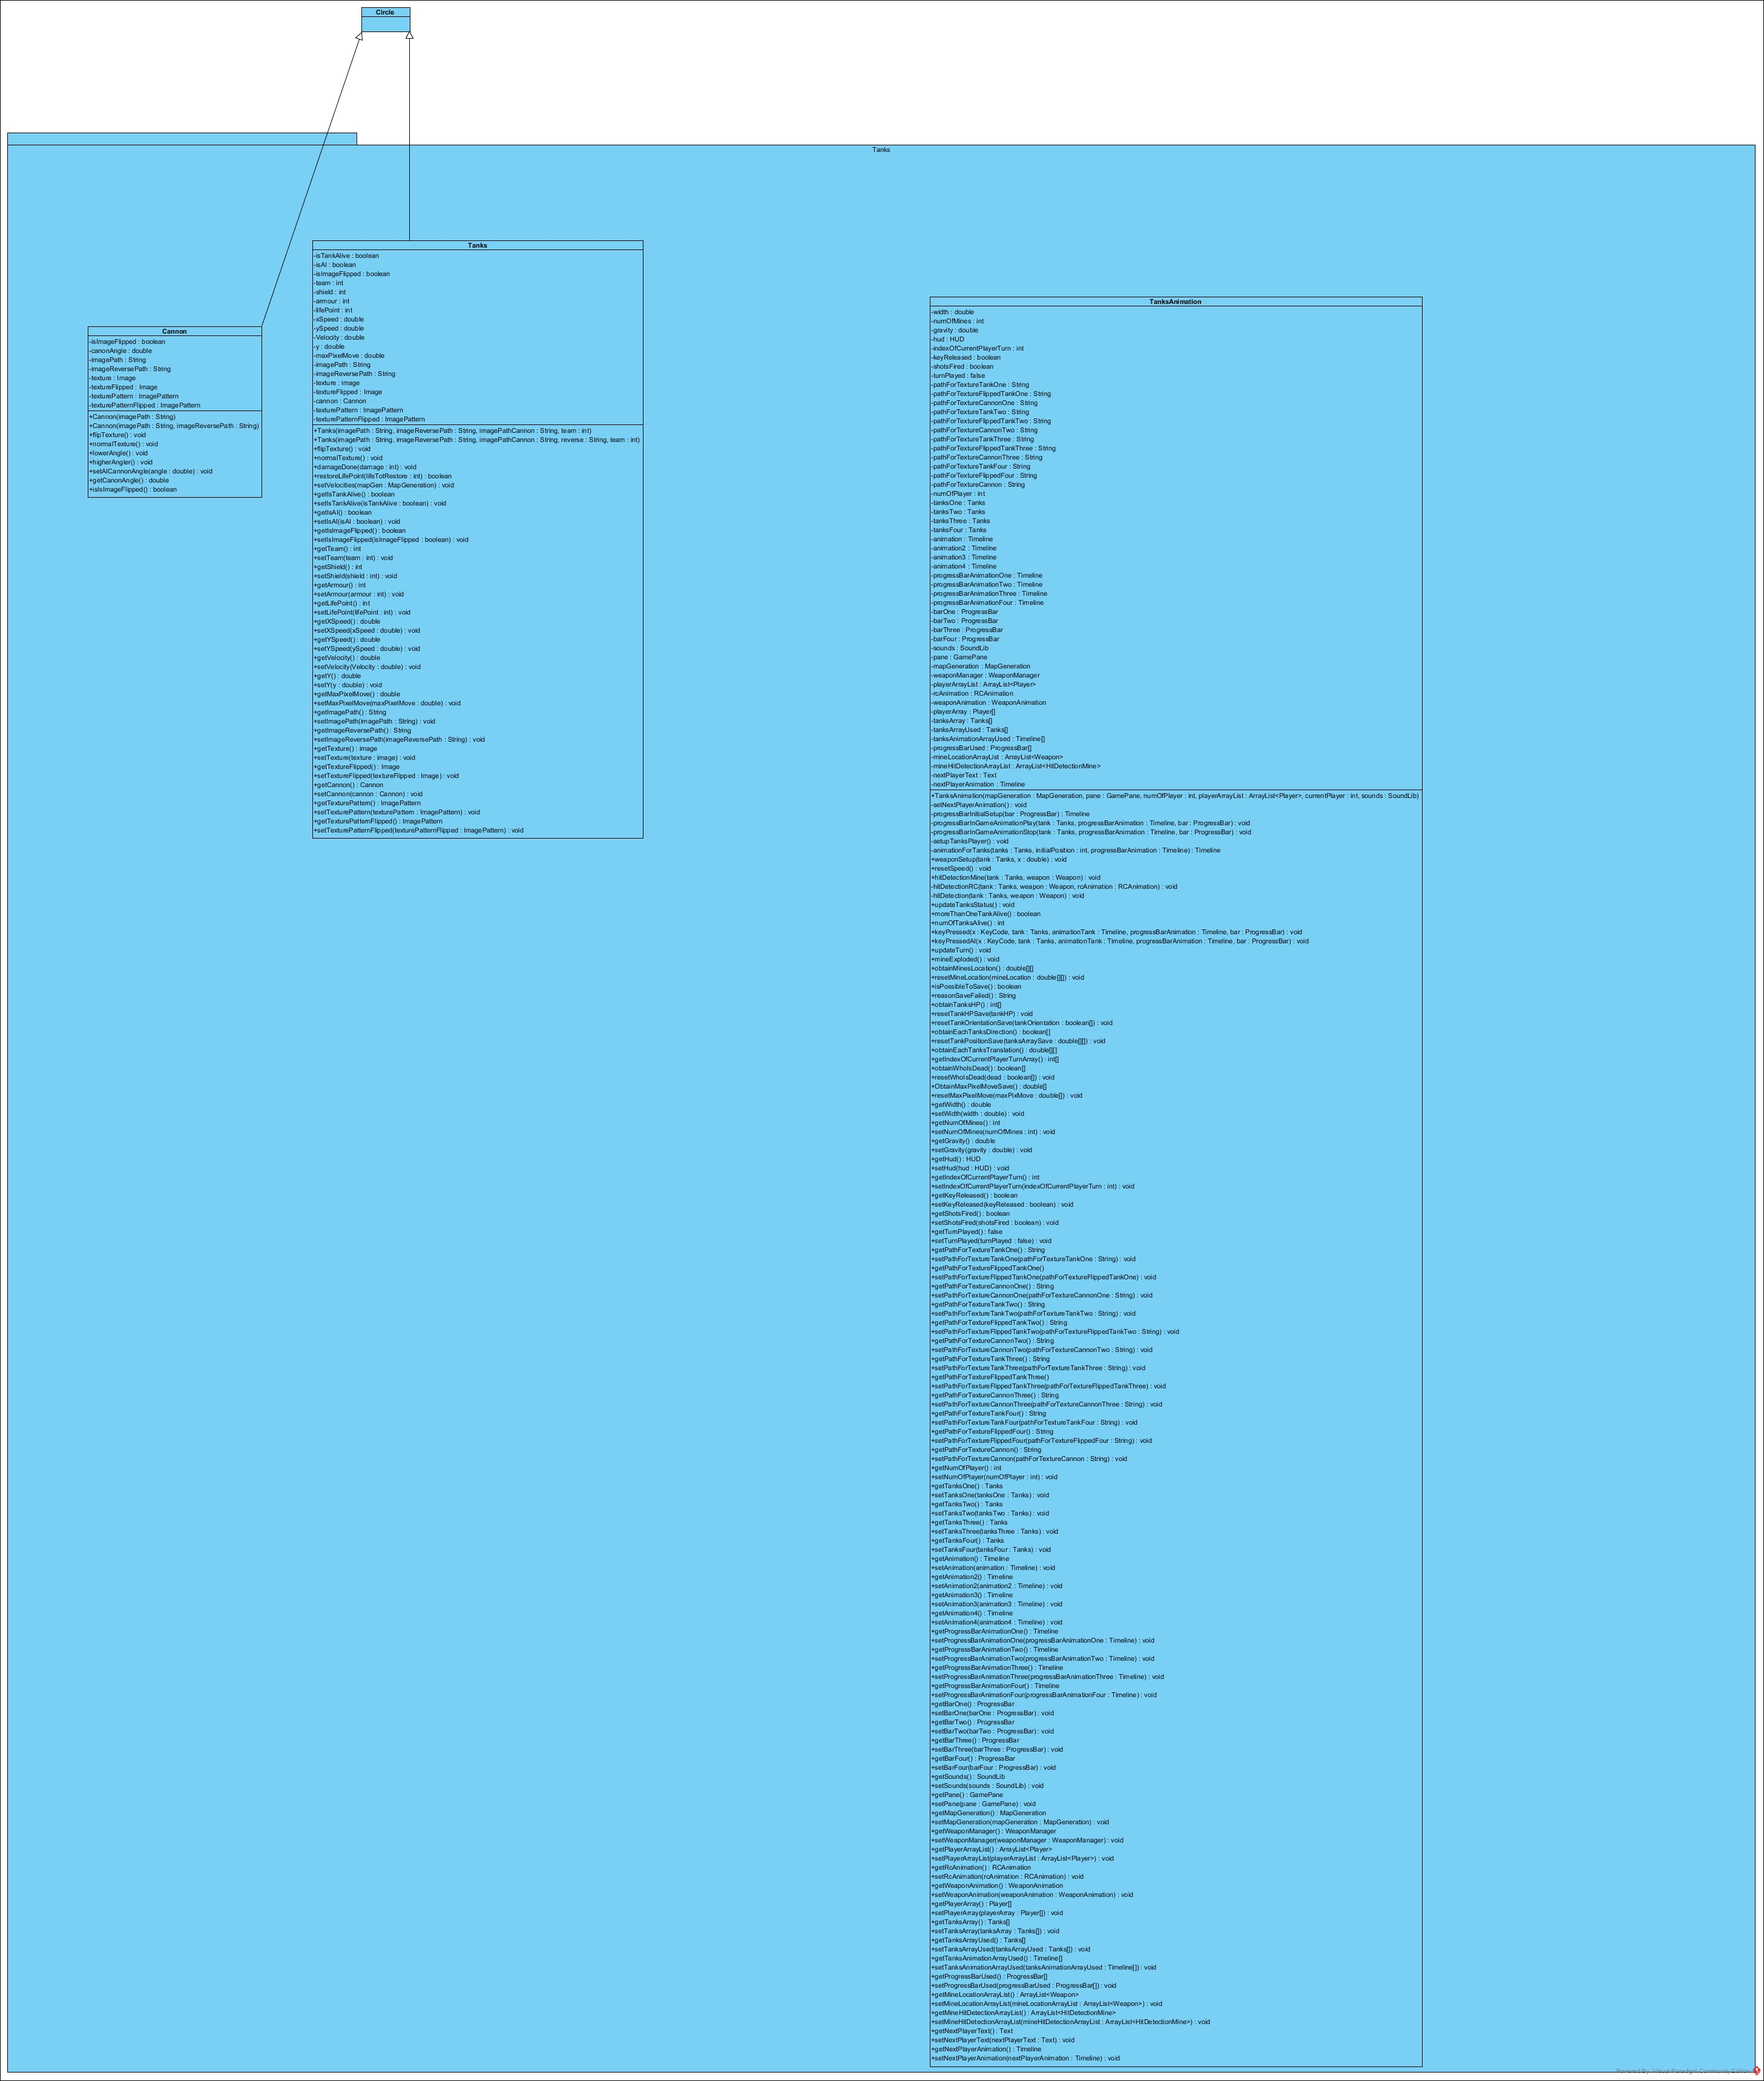 Circle
Tanks
Cannon
-isImageFlipped : boolean
-canonAngle : double
-imagePath : String
-imageReversePath : String
-texture : Image
-textureFlipped : Image
-texturePattern : ImagePattern
-texturePatternFlipped : ImagePattern
+Cannon(imagePath : String)
+Cannon(imagePath : String, imageReversePath : String)
+flipTexture() : void
+normalTexture() : void
+lowerAngle() : void
+higherAngler() : void
+setAICannonAngle(angle : double) : void
+getCanonAngle() : double
+isIsImageFlipped() : boolean
Tanks
-isTankAlive : boolean
-isAI : boolean
-isImageFlipped : boolean
-team : int
-shield : int
-armour : int
-lifePoint : int
-xSpeed : double
-ySpeed : double
-Velocity : double
-y : double
-maxPixelMove : double
-imagePath : String
-imageReversePath : String
-texture : image
-textureFlipped : Image
-cannon : Cannon
-texturePattern : ImagePattern
-texturePatternFlipped : ImagePattern
+Tanks(imagePath : String, imageReversePath : String, imagePathCannon : String, team : int)
+Tanks(imagePath : String, imageReversePath : String, imagePathCannon : String, reverse : String, team : int)
+flipTexture() : void
+normalTexture() : void
+damageDone(damage : int) : void
+restoreLifePoint(lifeTotRestore : int) : boolean
+setVelocities(mapGen : MapGeneration) : void
+getIsTankAlive() : boolean
+setIsTankAlive(isTankAlive : boolean) : void
+getIsAI() : boolean
+setIsAI(isAI : boolean) : void
+getIsImageFlipped() : boolean
+setIsImageFlipped(isImageFlipped : boolean) : void
+getTeam() : int
+setTeam(team : int) : void
+getShield() : int
+setShield(shield : int) : void
+getArmour() : int
+setArmour(armour : int) : void
+getLifePoint() : int
+setLifePoint(lifePoint : int) : void
+getXSpeed() : double
+setXSpeed(xSpeed : double) : void
+getYSpeed() : double
+setYSpeed(ySpeed : double) : void
+getVelocity() : double
+setVelocity(Velocity : double) : void
+getY() : double
+setY(y : double) : void
+getMaxPixelMove() : double
+setMaxPixelMove(maxPixelMove : double) : void
+getImagePath() : String
+setImagePath(imagePath : String) : void
+getImageReversePath() : String
+setImageReversePath(imageReversePath : String) : void
+getTexture() : image
+setTexture(texture : image) : void
+getTextureFlipped() : Image
+setTextureFlipped(textureFlipped : Image) : void
+getCannon() : Cannon
+setCannon(cannon : Cannon) : void
+getTexturePattern() : ImagePattern
+setTexturePattern(texturePattern : ImagePattern) : void
+getTexturePatternFlipped() : ImagePattern
+setTexturePatternFlipped(texturePatternFlipped : ImagePattern) : void
TanksAnimation
-width : double
-numOfMines : int
-gravity : double
-hud : HUD
-indexOfCurrentPlayerTurn : int
-keyReleased : boolean
-shotsFired : boolean
-turnPlayed : false
-pathForTextureTankOne : String
-pathForTextureFlippedTankOne : String
-pathForTextureCannonOne : String
-pathForTextureTankTwo : String
-pathForTextureFlippedTankTwo : String
-pathForTextureCannonTwo : String
-pathForTextureTankThree : String
-pathForTextureFlippedTankThree : String
-pathForTextureCannonThree : String
-pathForTextureTankFour : String
-pathForTextureFlippedFour : String
-pathForTextureCannon : String
-numOfPlayer : int
-tanksOne : Tanks
-tanksTwo : Tanks
-tanksThree : Tanks
-tanksFour : Tanks
-animation : Timeline
-animation2 : Timeline
-animation3 : Timeline
-animation4 : Timeline
-progressBarAnimationOne : Timeline
-progressBarAnimationTwo : Timeline
-progressBarAnimationThree : Timeline
-progressBarAnimationFour : Timeline
-barOne : ProgressBar
-barTwo : ProgressBar
-barThree : ProgressBar
-barFour : ProgressBar
-sounds : SoundLib
-pane : GamePane
-mapGeneration : MapGeneration
-weaponManager : WeaponManager
-playerArrayList : ArrayList<Player>
-rcAnimation : RCAnimation
-weaponAnimation : WeaponAnimation
-playerArray : Player[]
-tanksArray : Tanks[]
-tanksArrayUsed : Tanks[]
-tanksAnimationArrayUsed : Timeline[]
-progressBarUsed : ProgressBar[]
-mineLocationArrayList : ArrayList<Weapon>
-mineHitDetectionArrayList : ArrayList<HitDetectionMine>
-nextPlayerText : Text
-nextPlayerAnimation : Timeline
+TanksAnimation(mapGeneration : MapGeneration, pane : GamePane, numOfPlayer : int, playerArrayList : ArrayList<Player>, currentPlayer : int, sounds : SoundLib)
-setNextPlayerAnimation() : void
-progressBarInitialSetup(bar : ProgressBar) : Timeline
-progressBarInGameAnimationPlay(tank : Tanks, progressBarAnimation : Timeline, bar : ProgressBar) : void
-progressBarInGameAnimationStop(tank : Tanks, progressBarAnimation : Timeline, bar : ProgressBar) : void
-setupTanksPlayer() : void
-animationForTanks(tanks : Tanks, initialPosition : int, progressBarAnimation : Timeline) : Timeline
+weaponSetup(tank : Tanks, x : double) : void
+resetSpeed() : void
+hitDetectionMine(tank : Tanks, weapon : Weapon) : void
-hitDetectionRC(tank : Tanks, weapon : Weapon, rcAnimation : RCAnimation) : void
-hitDetection(tank : Tanks, weapon : Weapon) : void
+updateTanksStatus() : void
+moreThanOneTankAlive() : boolean
+numOfTanksAlive() : int
+keyPressed(x : KeyCode, tank : Tanks, animationTank : Timeline, progressBarAnimation : Timeline, bar : ProgressBar) : void
+keyPressedAI(x : KeyCode, tank : Tanks, animationTank : Timeline, progressBarAnimation : Timeline, bar : ProgressBar) : void
+updateTurn() : void
+mineExploded() : void
+obtainMinesLocation() : double[][]
+resetMineLocation(mineLocation : double[][]) : void
+isPossibleToSave() : boolean
+reasonSaveFailed() : String
+obtainTanksHP() : int[]
+resetTankHPSave(tankHP) : void
+resetTankOrientationSave(tankOrientation : boolean[]) : void
+obtainEachTanksDirection() : boolean[]
+resetTankPositionSave(tanksArraySave : double[][]) : void
+obtainEachTanksTranslation() : double[][]
+getIndexOfCurrentPlayerTurnArray() : int[]
+obtainWhoIsDead() : boolean[]
+resetWhoIsDead(dead : boolean[]) : void
+ObtainMaxPixelMoveSave() : double[]
+resetMaxPixelMove(maxPixMove : double[]) : void
+getWidth() : double
+setWidth(width : double) : void
+getNumOfMines() : int
+setNumOfMines(numOfMines : int) : void
+getGravity() : double
+setGravity(gravity : double) : void
+getHud() : HUD
+setHud(hud : HUD) : void
+getIndexOfCurrentPlayerTurn() : int
+setIndexOfCurrentPlayerTurn(indexOfCurrentPlayerTurn : int) : void
+getKeyReleased() : boolean
+setKeyReleased(keyReleased : boolean) : void
+getShotsFired() : boolean
+setShotsFired(shotsFired : boolean) : void
+getTurnPlayed() : false
+setTurnPlayed(turnPlayed : false) : void
+getPathForTextureTankOne() : String
+setPathForTextureTankOne(pathForTextureTankOne : String) : void
+getPathForTextureFlippedTankOne()
+setPathForTextureFlippedTankOne(pathForTextureFlippedTankOne) : void
+getPathForTextureCannonOne() : String
+setPathForTextureCannonOne(pathForTextureCannonOne : String) : void
+getPathForTextureTankTwo() : String
+setPathForTextureTankTwo(pathForTextureTankTwo : String) : void
+getPathForTextureFlippedTankTwo() : String
+setPathForTextureFlippedTankTwo(pathForTextureFlippedTankTwo : String) : void
+getPathForTextureCannonTwo() : String
+setPathForTextureCannonTwo(pathForTextureCannonTwo : String) : void
+getPathForTextureTankThree() : String
+setPathForTextureTankThree(pathForTextureTankThree : String) : void
+getPathForTextureFlippedTankThree()
+setPathForTextureFlippedTankThree(pathForTextureFlippedTankThree) : void
+getPathForTextureCannonThree() : String
+setPathForTextureCannonThree(pathForTextureCannonThree : String) : void
+getPathForTextureTankFour() : String
+setPathForTextureTankFour(pathForTextureTankFour : String) : void
+getPathForTextureFlippedFour() : String
+setPathForTextureFlippedFour(pathForTextureFlippedFour : String) : void
+getPathForTextureCannon() : String
+setPathForTextureCannon(pathForTextureCannon : String) : void
+getNumOfPlayer() : int
+setNumOfPlayer(numOfPlayer : int) : void
+getTanksOne() : Tanks
+setTanksOne(tanksOne : Tanks) : void
+getTanksTwo() : Tanks
+setTanksTwo(tanksTwo : Tanks) : void
+getTanksThree() : Tanks
+setTanksThree(tanksThree : Tanks) : void
+getTanksFour() : Tanks
+setTanksFour(tanksFour : Tanks) : void
+getAnimation() : Timeline
+setAnimation(animation : Timeline) : void
+getAnimation2() : Timeline
+setAnimation2(animation2 : Timeline) : void
+getAnimation3() : Timeline
+setAnimation3(animation3 : Timeline) : void
+getAnimation4() : Timeline
+setAnimation4(animation4 : Timeline) : void
+getProgressBarAnimationOne() : Timeline
+setProgressBarAnimationOne(progressBarAnimationOne : Timeline) : void
+getProgressBarAnimationTwo() : Timeline
+setProgressBarAnimationTwo(progressBarAnimationTwo : Timeline) : void
+getProgressBarAnimationThree() : Timeline
+setProgressBarAnimationThree(progressBarAnimationThree : Timeline) : void
+getProgressBarAnimationFour() : Timeline
+setProgressBarAnimationFour(progressBarAnimationFour : Timeline) : void
+getBarOne() : ProgressBar
+setBarOne(barOne : ProgressBar) : void
+getBarTwo() : ProgressBar
+setBarTwo(barTwo : ProgressBar) : void
+getBarThree() : ProgressBar
+setBarThree(barThree : ProgressBar) : void
+getBarFour() : ProgressBar
+setBarFour(barFour : ProgressBar) : void
+getSounds() : SoundLib
+setSounds(sounds : SoundLib) : void
+getPane() : GamePane
+setPane(pane : GamePane) : void
+getMapGeneration() : MapGeneration
+setMapGeneration(mapGeneration : MapGeneration) : void
+getWeaponManager() : WeaponManager
+setWeaponManager(weaponManager : WeaponManager) : void
+getPlayerArrayList() : ArrayList<Player>
+setPlayerArrayList(playerArrayList : ArrayList<Player>) : void
+getRcAnimation() : RCAnimation
+setRcAnimation(rcAnimation : RCAnimation) : void
+getWeaponAnimation() : WeaponAnimation
+setWeaponAnimation(weaponAnimation : WeaponAnimation) : void
+getPlayerArray() : Player[]
+setPlayerArray(playerArray : Player[]) : void
+getTanksArray() : Tanks[]
+setTanksArray(tanksArray : Tanks[]) : void
+getTanksArrayUsed() : Tanks[]
+setTanksArrayUsed(tanksArrayUsed : Tanks[]) : void
+getTanksAnimationArrayUsed() : Timeline[]
+setTanksAnimationArrayUsed(tanksAnimationArrayUsed : Timeline[]) : void
+getProgressBarUsed() : ProgressBar[]
+setProgressBarUsed(progressBarUsed : ProgressBar[]) : void
+getMineLocationArrayList() : ArrayList<Weapon>
+setMineLocationArrayList(mineLocationArrayList : ArrayList<Weapon>) : void
+getMineHitDetectionArrayList() : ArrayList<HitDetectionMine>
+setMineHitDetectionArrayList(mineHitDetectionArrayList : ArrayList<HitDetectionMine>) : void
+getNextPlayerText() : Text
+setNextPlayerText(nextPlayerText : Text) : void
+getNextPlayerAnimation() : Timeline
+setNextPlayerAnimation(nextPlayerAnimation : Timeline) : void
Powered By: Visual Paradigm Community Edition